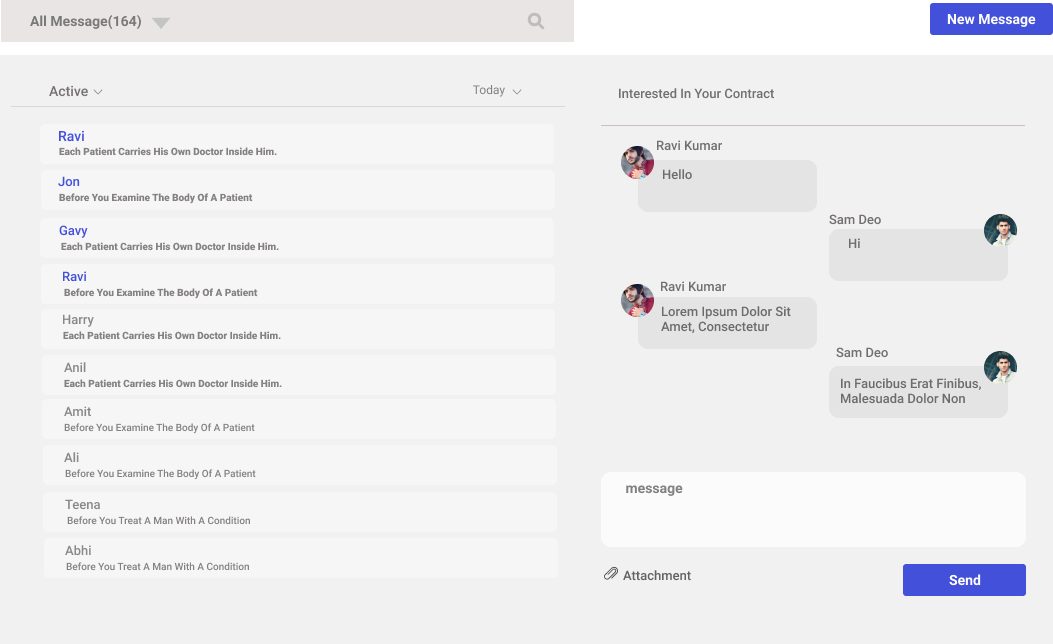 All Message(164)
New Message
Active
Today
Ravi
Each Patient Carries His Own Doctor Inside Him.
Jon
Before You Examine The Body Of A Patient
Gavy
Each Patient Carries His Own Doctor Inside Him.
Ravi
Before You Examine The Body Of A Patient
Harry
Each Patient Carries His Own Doctor Inside Him.
Anil
Each Patient Carries His Own Doctor Inside Him.
Amit
Before You Examine The Body Of A Patient
Ali
Before You Examine The Body Of A Patient
Teena
Before You Treat A Man With A Condition
Abhi
Before You Treat A Man With A Condition
Interested In Your Contract
Ravi Kumar
Hello
Sam Deo
Hi
Ravi Kumar
Lorem Ipsum Dolor Sit
Amet, Consectetur
Sam Deo
In Faucibus Erat Finibus,
Malesuada Dolor Non
message
Attachment
Send